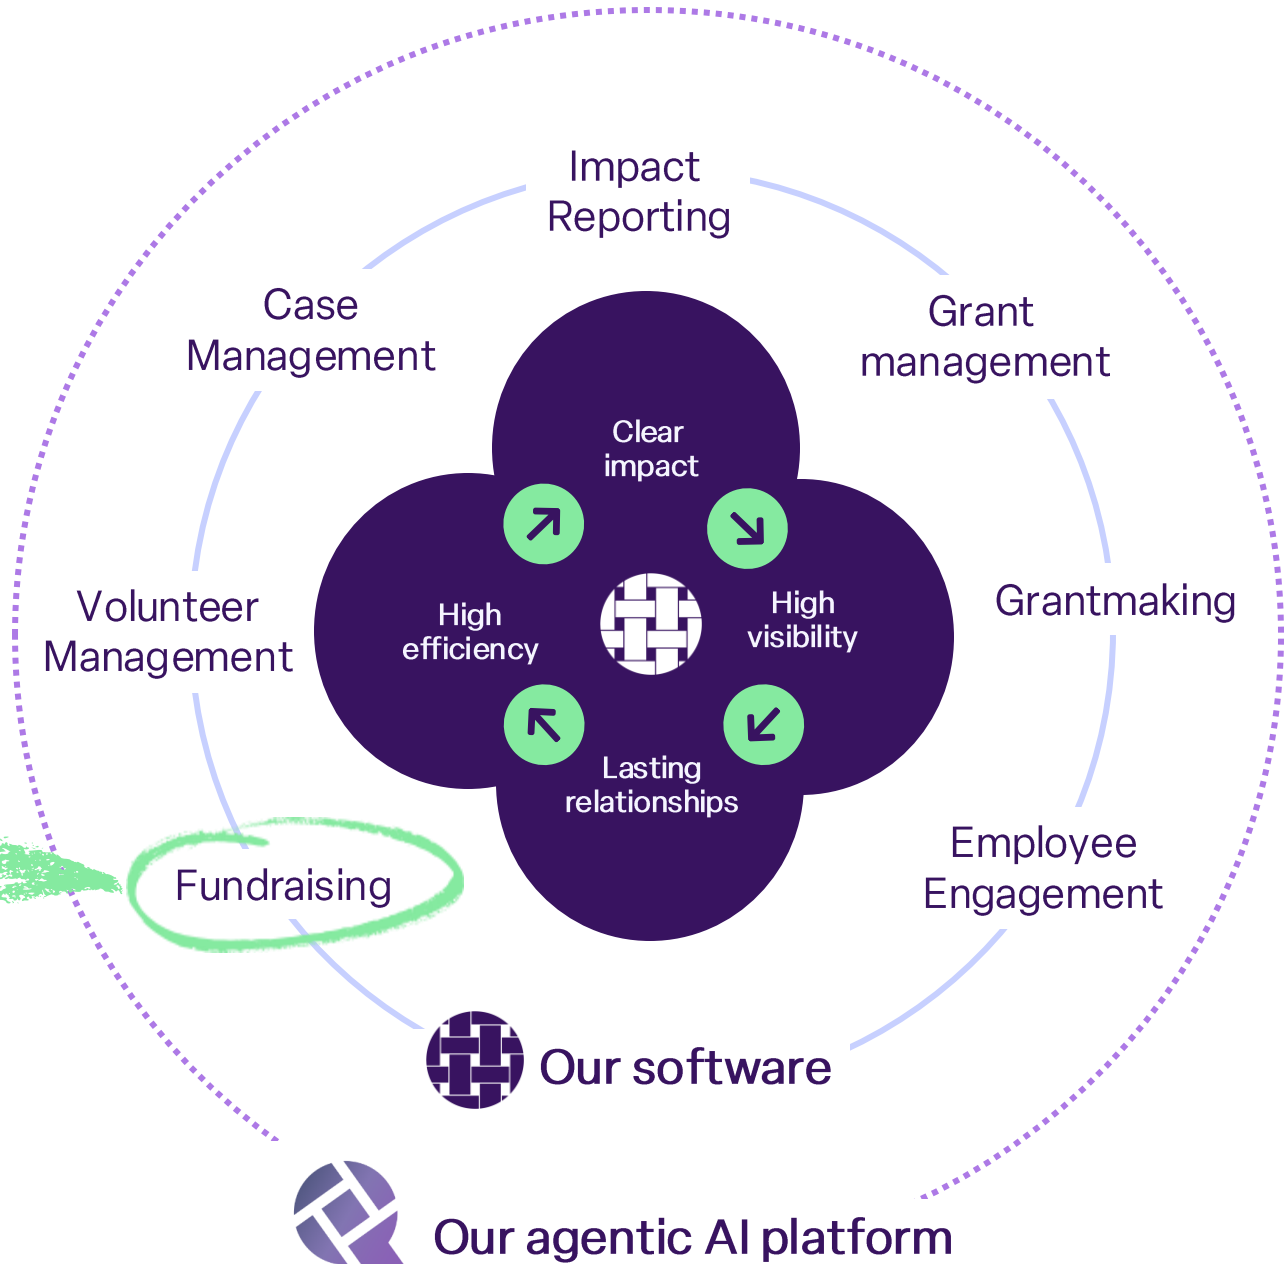 Impact
Reporting
Case
Management
Grant
management
Clear
impact
High
efficiency
High
visibility
Volunteer
Management
Grantmaking
Lasting
relationships
Fundraising
Employee
Engagement
Our software
Our agentic AI platform